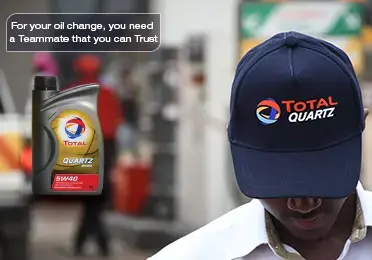 For your oil change, you need
a Teammate that you can Trust
TOTAL
QUARTZ
TOTAL
QUARTZ
5W40